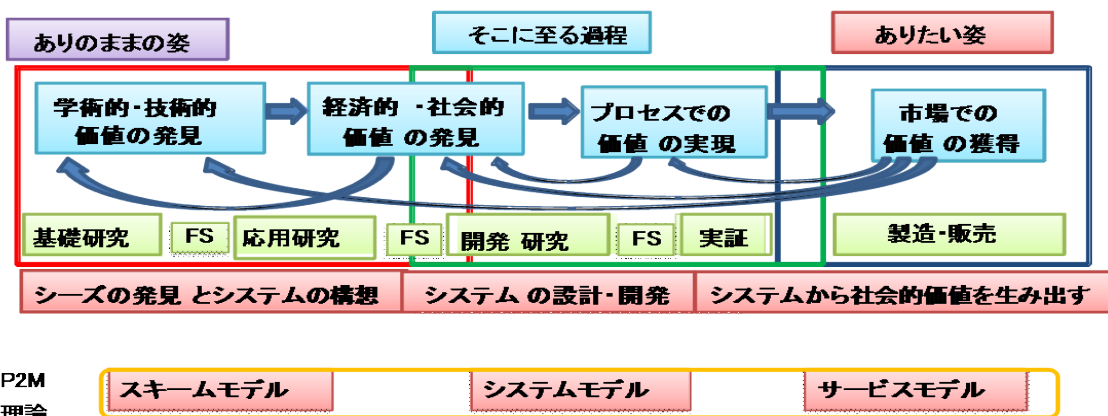 ありのままの姿
そこに至る過程
ありたい姿
学術的・技術的
価値の発見
経済的・社会的
価値の発見
プロセスでの
価値の実現
市場での
価値の獲得
基礎研究
FS
応用研究
FS
開発研究
FS
実証
製造・販売
シーズの発見とシステムの構想
システムの設計・開発
システムから社会的価値を生み出す
P2M
理論
スキームモデル
システムモデル
サービスモデル